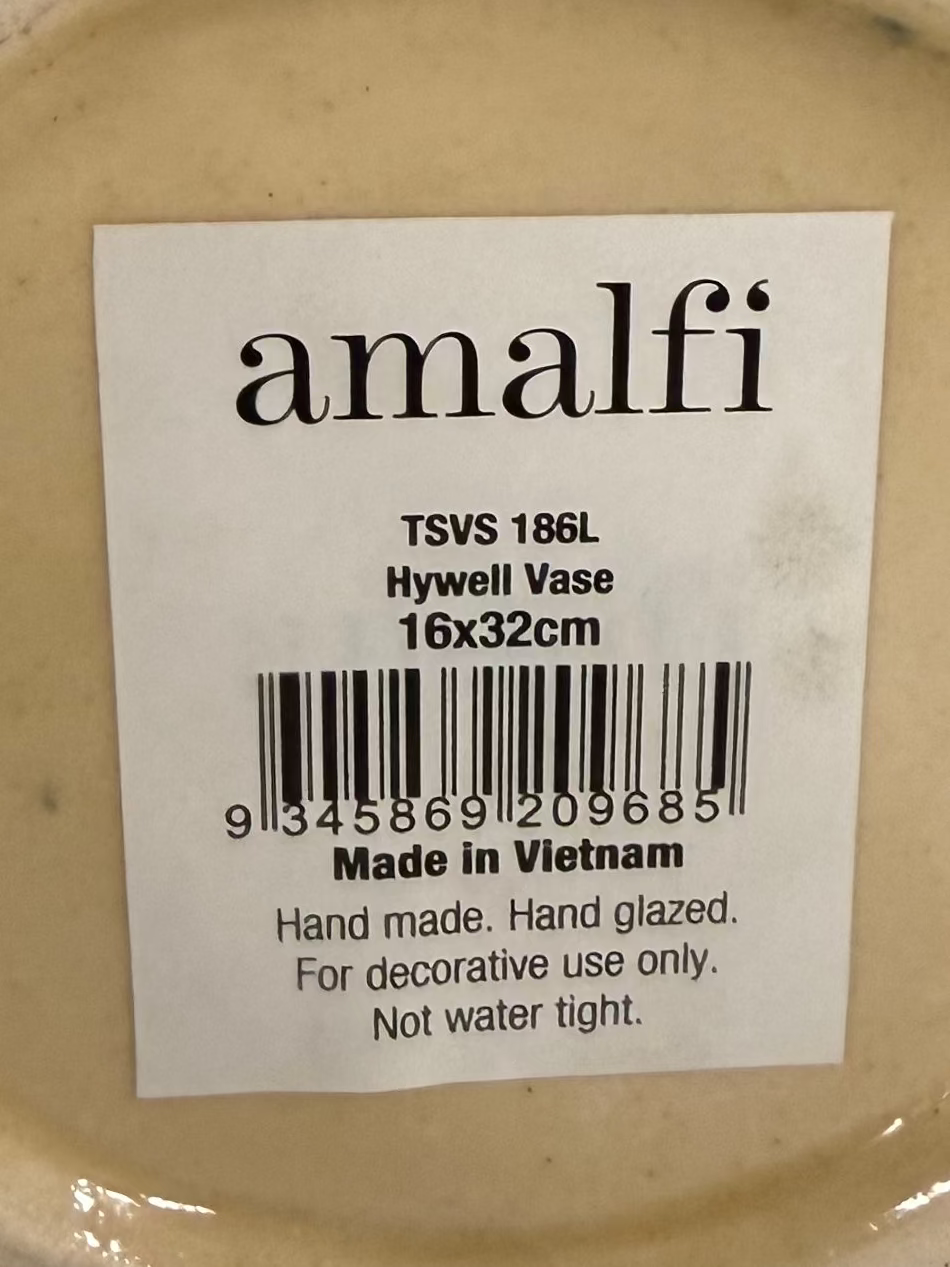 amalfi
TSVS 186L
Hywell Vase
16x32cm
9 345869 209685
Made in Vietnam
Hand made. Hand glazed.
For decorative use only.
Not water tight.